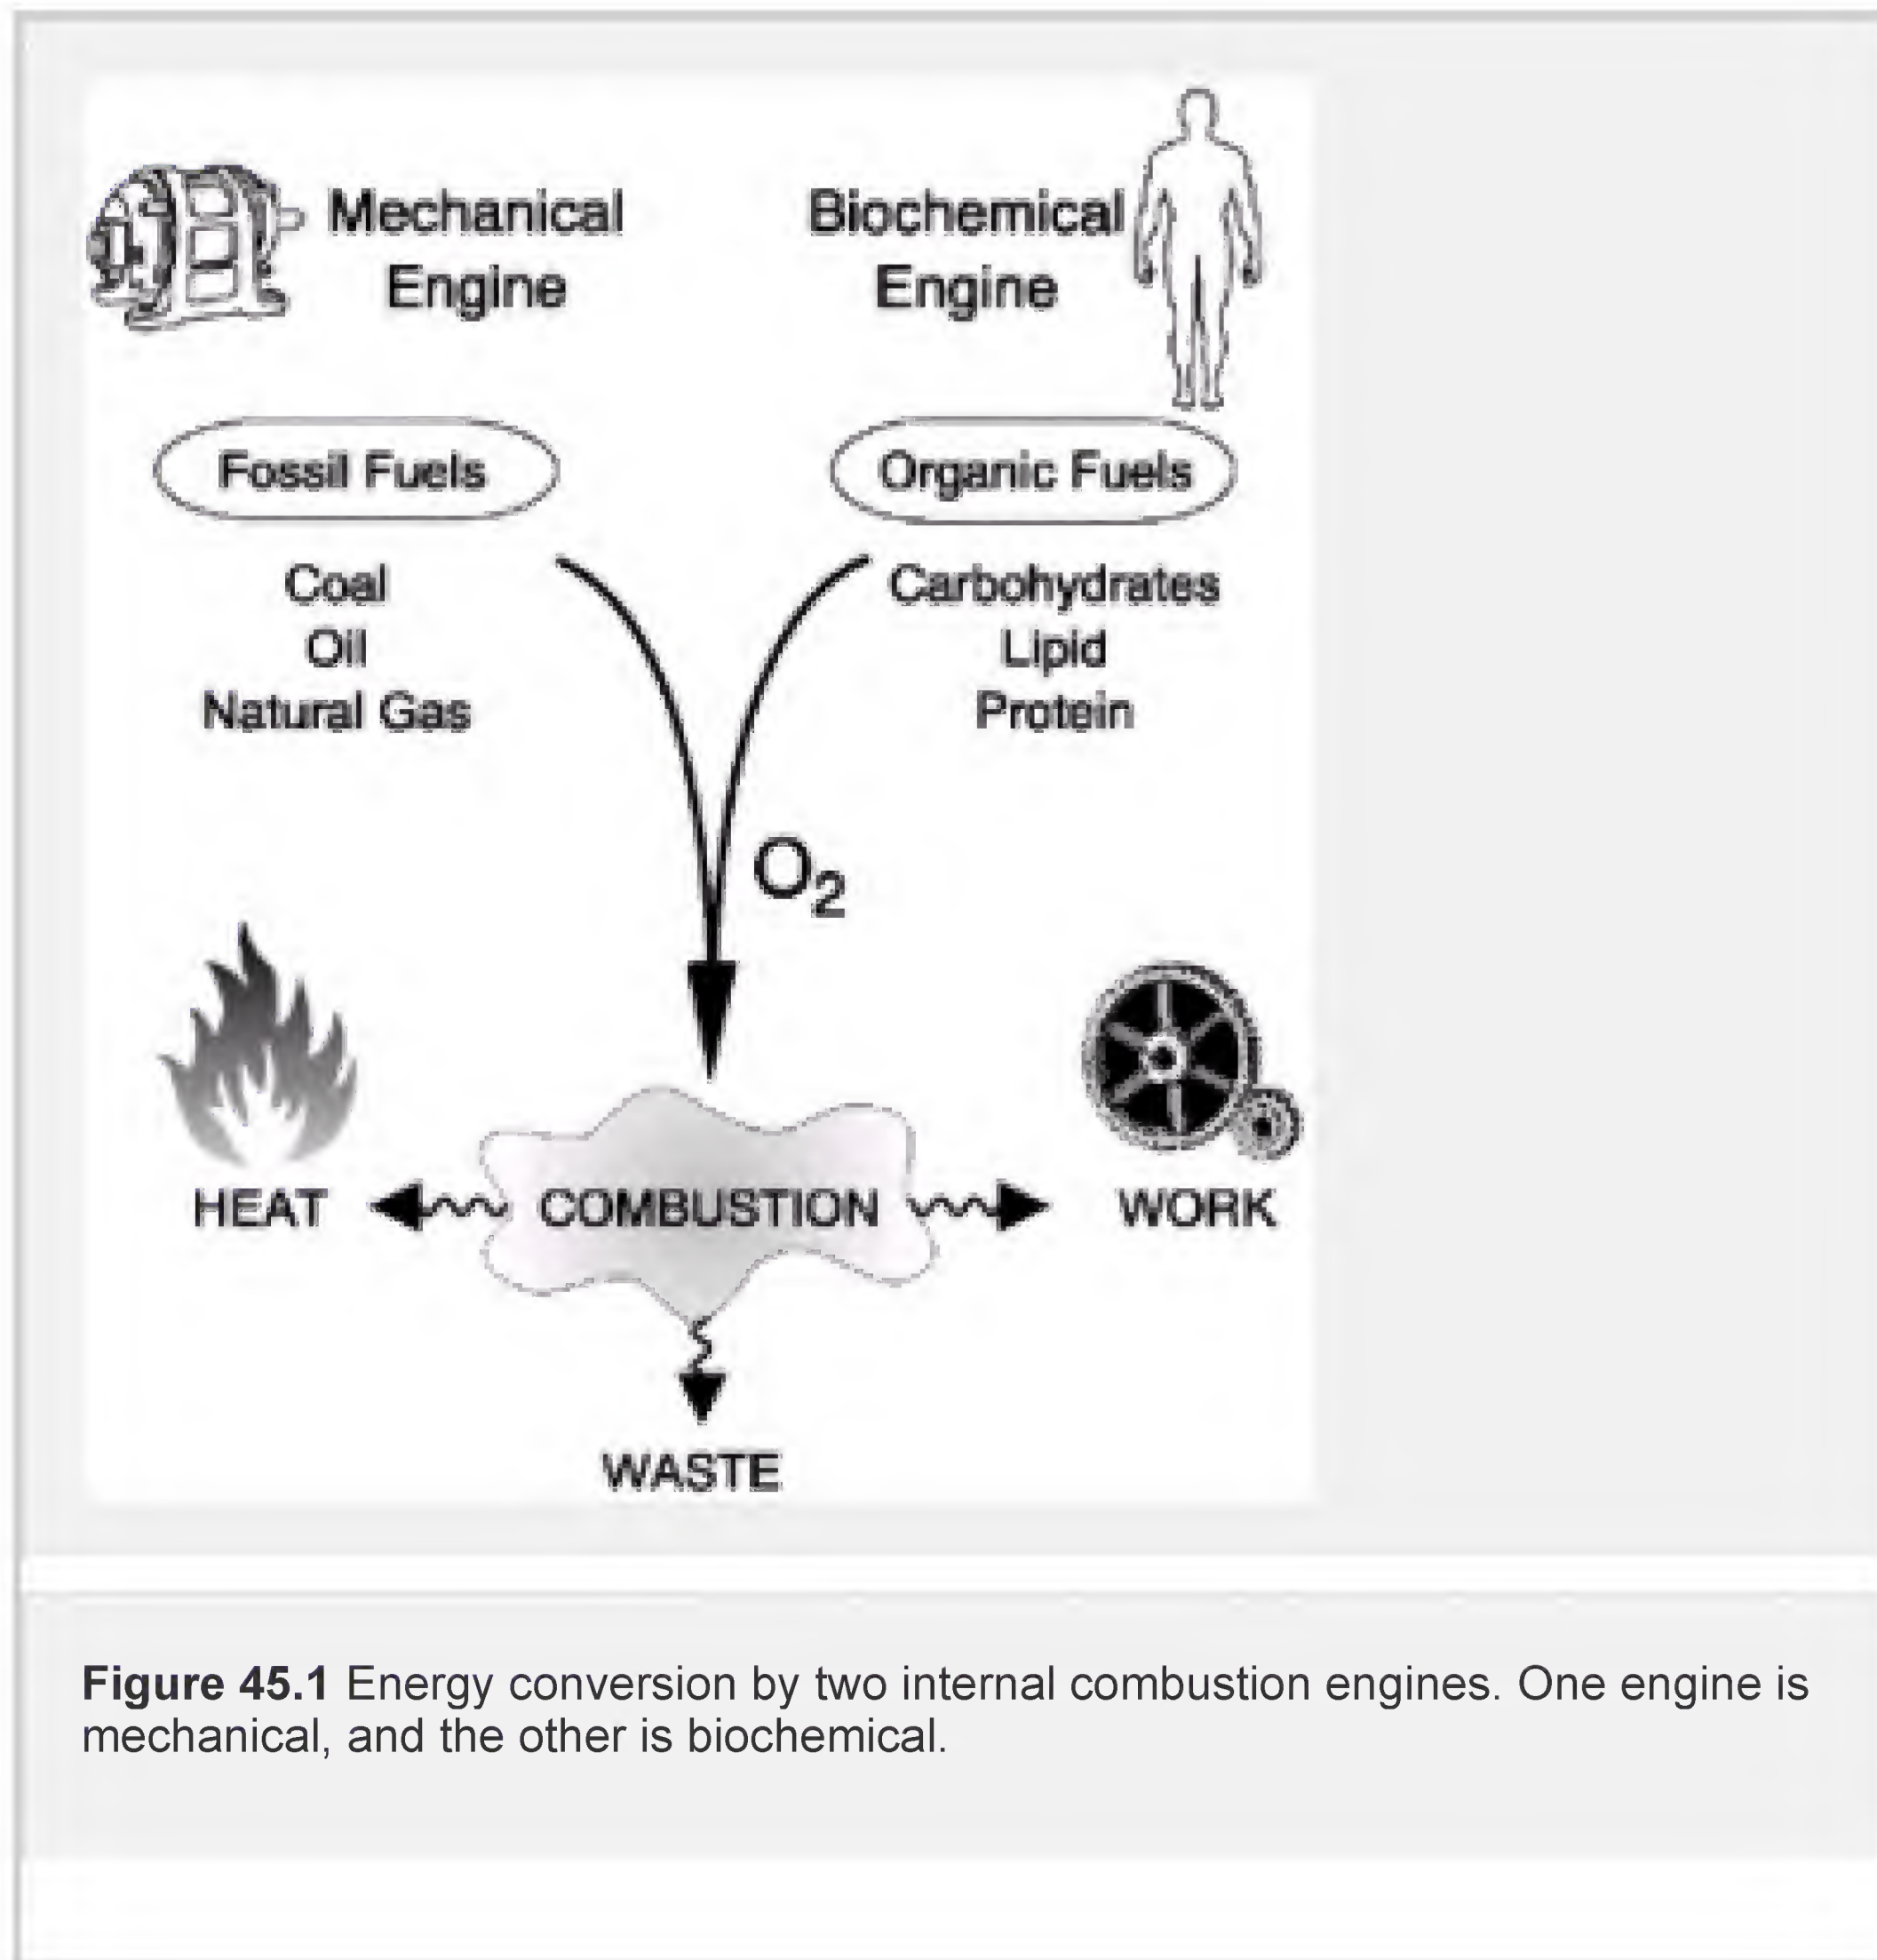 Mechanical
Engine
Biochemical
Engine
Fossil Fuels
Organic Fuels
Coal
Oil
Natural Gas
Carbohydrates
Lipid
Protein
O₂
HEAT
COMBUSTION
WORK
WASTE
Figure 45.1 Energy conversion by two internal combustion engines. One engine is
mechanical, and the other is biochemical.